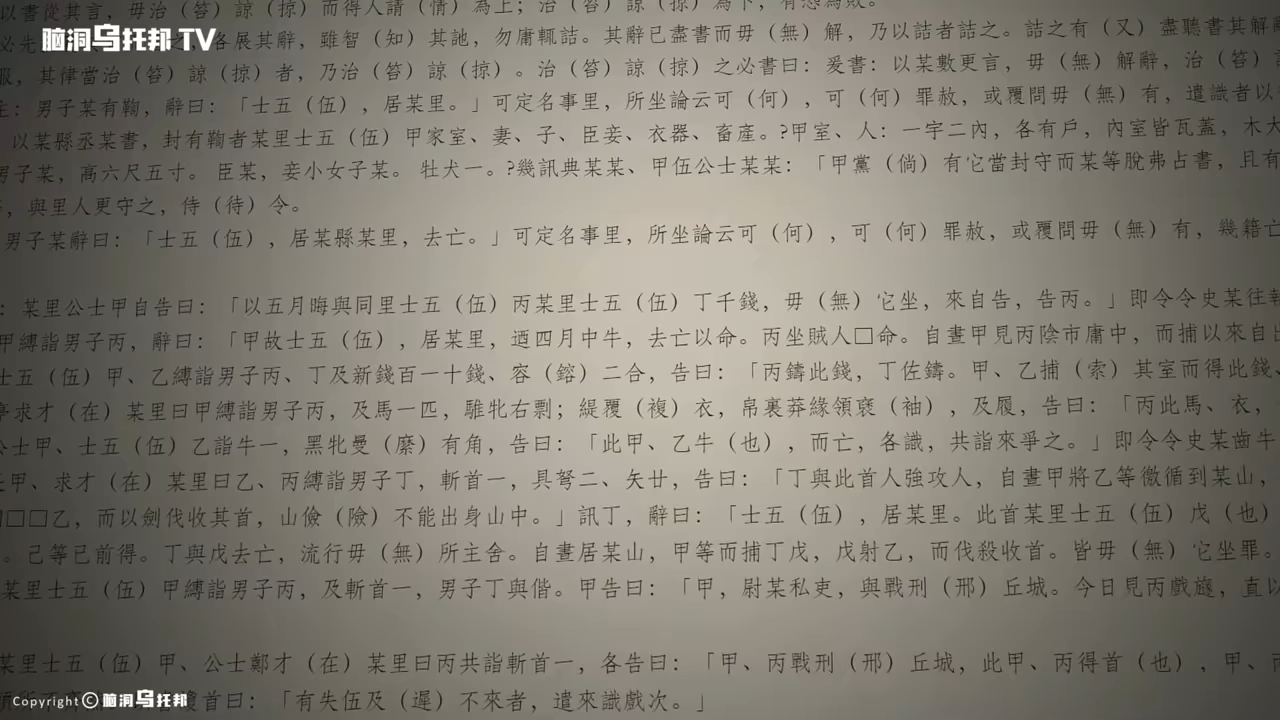 以書從其言，毋治（笞）諒（掠）而得人請（情）為上；治（笞）諒（掠）為下，有恐為敗。
必先 之，各展其辭，雖智（知）其訑，勿庸輒詰。其辭已盡書而毋（無）解，乃以詰者詰之。詰之有（又）盡聽書其解
服，其律當治（笞）諒（掠）者，乃治（笞）諒（掠）。治（笞）諒（掠）之必書曰：爰書：以某數更言，毋（無）解辭，治（笞）
：男子某有鞫，辭曰：「士五（伍），居某里。」可定名事里，所坐論云可（何），可（何）罪赦，或覆問毋（無）有，遣識者以
以某縣丞某書，封有鞫者某里士五（伍）甲家室、妻、子、臣妾、衣器、畜產。?甲室、人：一宇二內，各有戶，內室皆瓦蓋，木大
男子某，高六尺五寸。 臣某，妾小女子某。 牡犬一。?幾訊典某某、甲伍公士某某：「甲黨（倘）有它當封守而某等脫弗占書，且有
，與里人更守之，侍（待）令。
男子某辭曰：「士五（伍），居某縣某里，去亡。」可定名事里，所坐論云可（何），可（何）罪赦，或覆問毋（無）有，幾籍亡
：某里公士甲自告曰：「以五月晦與同里士五（伍）丙某里士五（伍）丁千錢，毋（無）它坐，來自告，告丙。」即令令史某往
甲縛詣男子丙，辭曰：「甲故士五（伍），居某里，迺四月中牛，去亡以命。丙坐賊人□命。自晝甲見丙陰市庸中，而捕以來自
士五（伍）甲、乙縛詣男子丙、丁及新錢百一十錢、容（鎔）二合，告曰：「丙鑄此錢，丁佐鑄。甲、乙捕（索）其室而得此錢、
亭求才（在）某里曰甲縛詣男子丙，及馬一匹，騅牝右剽；緹覆（複）衣，帛裏莽緣領褎（袖），及履，告曰：「丙此馬、衣，
公士甲、士五（伍）乙詣牛一，黑牝曼（縻）有角，告曰：「此甲、乙牛（也），而亡，各識，共詣來爭之。」即令令史某齒牛
甲、求才（在）某里曰乙、丙縛詣男子丁，斬首一，具弩二、矢廿，告曰：「丁與此首人強攻人，自晝甲將乙等徼循到某山，
□□乙，而以劍伐收其首，山儉（險）不能出身山中。」訊丁，辭曰：「士五（伍），居某里。此首某里士五（伍）戊（也）
。己等已前得。丁與戊去亡，流行毋（無）所主舍。自晝居某山，甲等而捕丁戊，戊射乙，而伐殺收首。皆毋（無）它坐罪。
某里士五（伍）甲縛詣男子丙，及斬首一，男子丁與偕。甲告曰：「甲，尉某私吏，與戰刑（邢）丘城。今日見丙戲旞，直以
某里士五（伍）甲、公士鄭才（在）某里曰丙共詣斬首一，各告曰：「甲、丙戰刑（邢）丘城，此甲、丙得首（也），甲、
首曰：「有失伍及（遲）不來者，遣來識戲次。」
脑洞乌托邦 TV
Copyright © 脑洞乌托邦